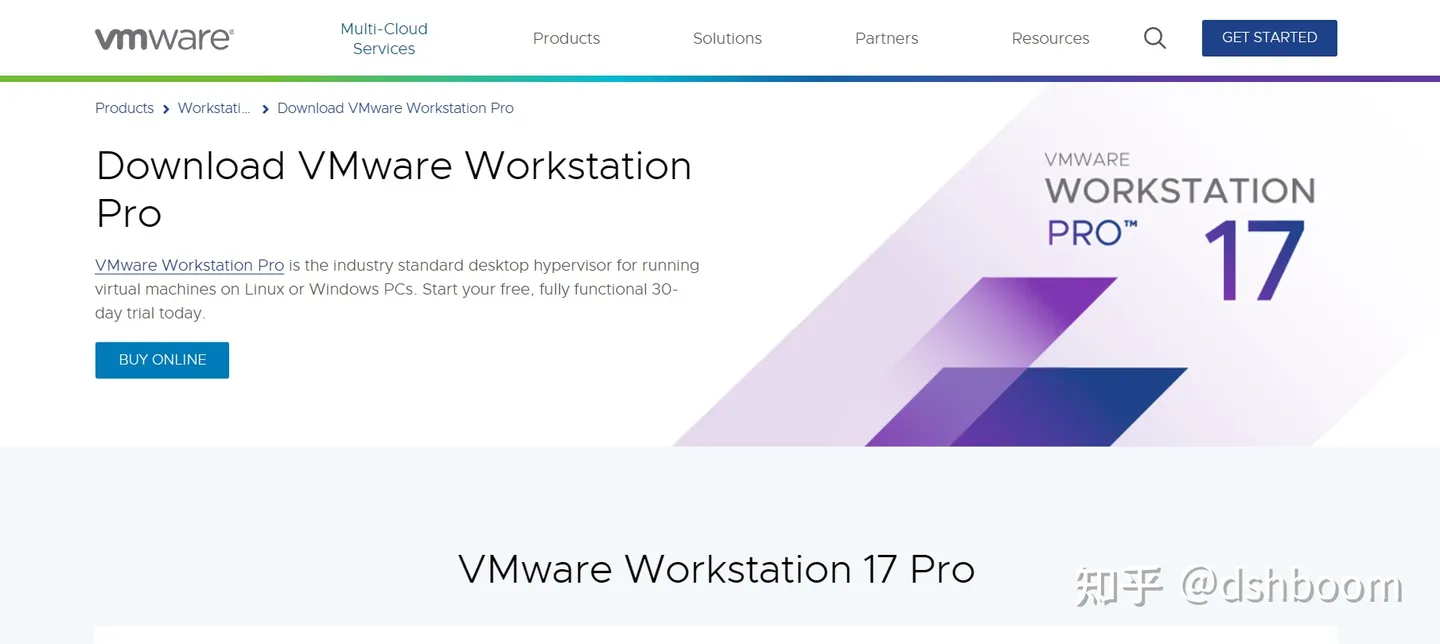 vmware®
Multi-Cloud
Services
Products
Solutions
Partners
Resources
GET STARTED
Products
Workstati...
Download VMware Workstation Pro
Download VMware Workstation
Pro
VMware Workstation Pro is the industry standard desktop hypervisor for running
virtual machines on Linux or Windows PCs. Start your free, fully functional 30-
day trial today.
BUY ONLINE
VMWARE
WORKSTATION
PRO™ 17
VMware Workstation 17 Pro
知乎 @dshboom